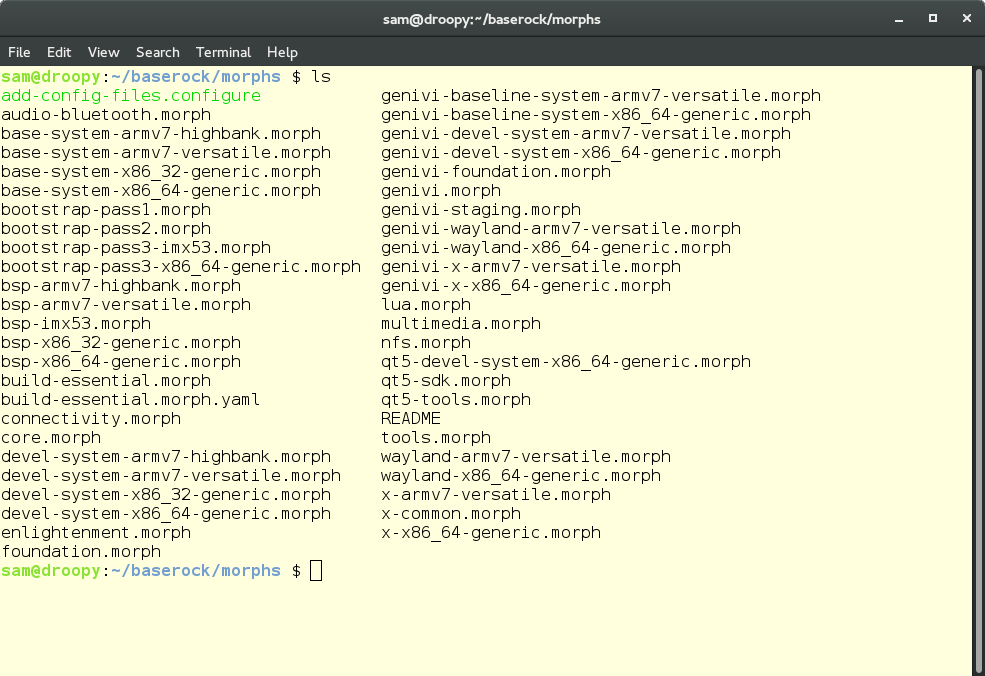 sam@droopy:~/baserock/morphs
File Edit View Search Terminal Help
sam@droopy:~/baserock/morphs $ ls
add-config-files.configure genivi-baseline-system-armv7-versatile.morph
audio-bluetooth.morph genivi-baseline-system-x86_64-generic.morph
base-system-armv7-highbank.morph genivi-devel-system-armv7-versatile.morph
base-system-armv7-versatile.morph genivi-devel-system-x86_64-generic.morph
base-system-x86_32-generic.morph genivi-foundation.morph
base-system-x86_64-generic.morph genivi.morph
bootstrap-pass1.morph genivi-staging.morph
bootstrap-pass2.morph genivi-wayland-armv7-versatile.morph
bootstrap-pass3-imx53.morph genivi-wayland-x86_64-generic.morph
bootstrap-pass3-x86_64-generic.morph genivi-x-armv7-versatile.morph
bsp-armv7-highbank.morph genivi-x-x86_64-generic.morph
bsp-armv7-versatile.morph lua.morph
bsp-imx53.morph multimedia.morph
bsp-x86_32-generic.morph nfs.morph
bsp-x86_64-generic.morph qt5-devel-system-x86_64-generic.morph
build-essential.morph qt5-sdk.morph
build-essential.morph.yaml qt5-tools.morph
connectivity.morph README
core.morph tools.morph
devel-system-armv7-highbank.morph wayland-armv7-versatile.morph
devel-system-armv7-versatile.morph wayland-x86_64-generic.morph
devel-system-x86_32-generic.morph x-armv7-versatile.morph
devel-system-x86_64-generic.morph x-common.morph
enlightenment.morph x-x86_64-generic.morph
foundation.morph
sam@droopy:~/baserock/morphs $